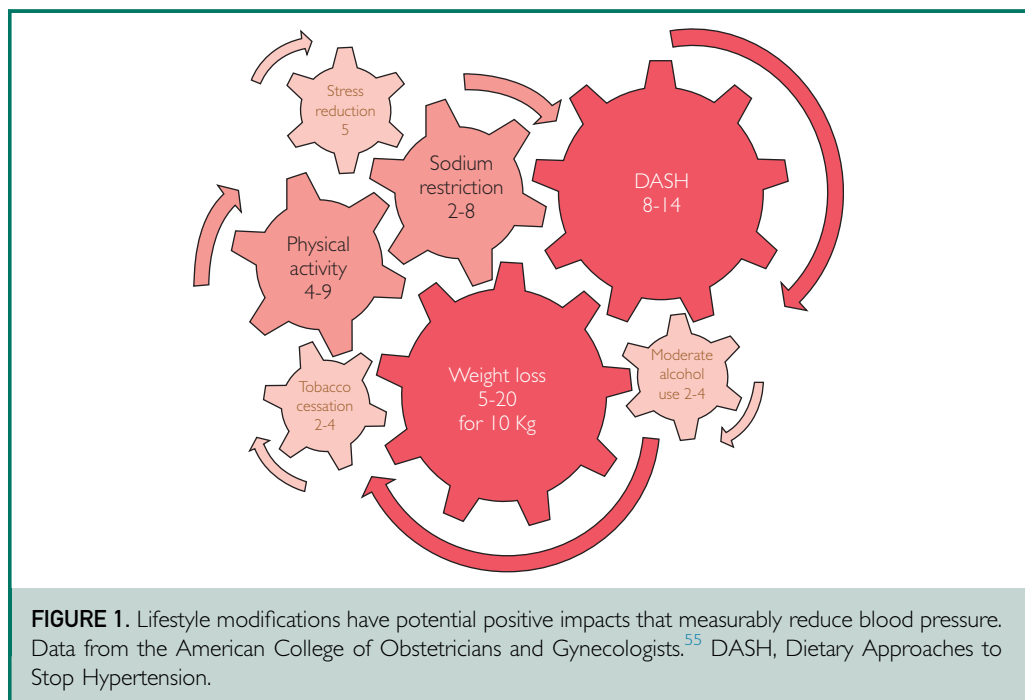 Stress
reduction
5
Sodium
restriction
2-8
DASH
8-14
Physical
activity
4-9
Weight loss
5-20
for 10 Kg
Moderate
alcohol
use 2-4
Tobacco
cessation
2-4
FIGURE 1. Lifestyle modifications have potential positive impacts that measurably reduce blood pressure.
Data from the American College of Obstetricians and Gynecologists.55 DASH, Dietary Approaches to
Stop Hypertension.